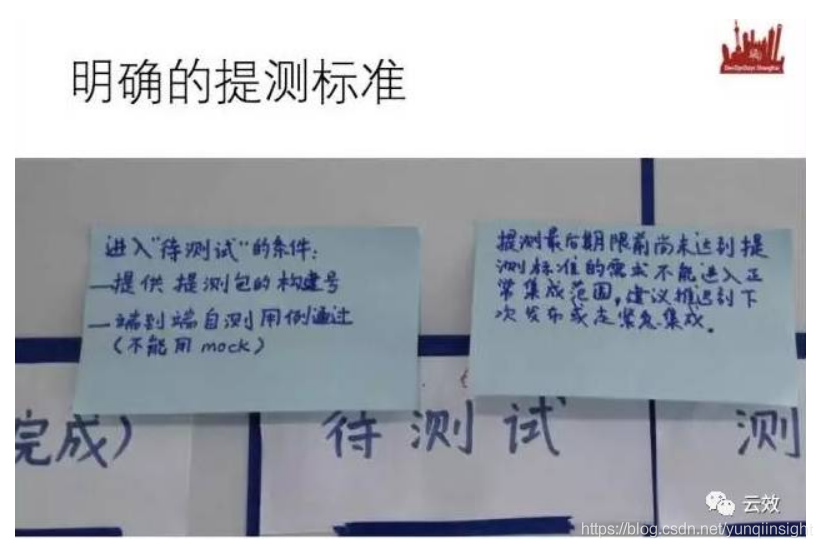 明确的提测标准
DevOpsDays Shanghai
进入“待测试”的条件：
—提供 提测包的构建号
—端到端自测用例通过
（不能用 mock）
提测最后期限前尚未达到提
测标准的需求不能进入正
常集成范围，建议推迟到下
次发布或走紧急集成。
完成）
待测试
测
云效
https://blog.csdn.net/yunqiinsight